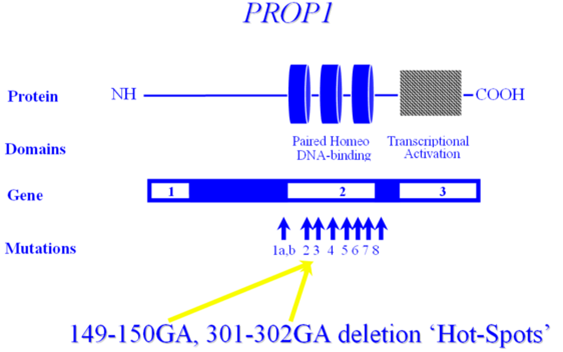 PROP1
Protein NH COOH
Domains Paired Homeo DNA-binding Transcriptional Activation
Gene 1 2 3
Mutations 1a,b 2 3 4 5 6 7 8
149-150GA, 301-302GA deletion ‘Hot-Spots’